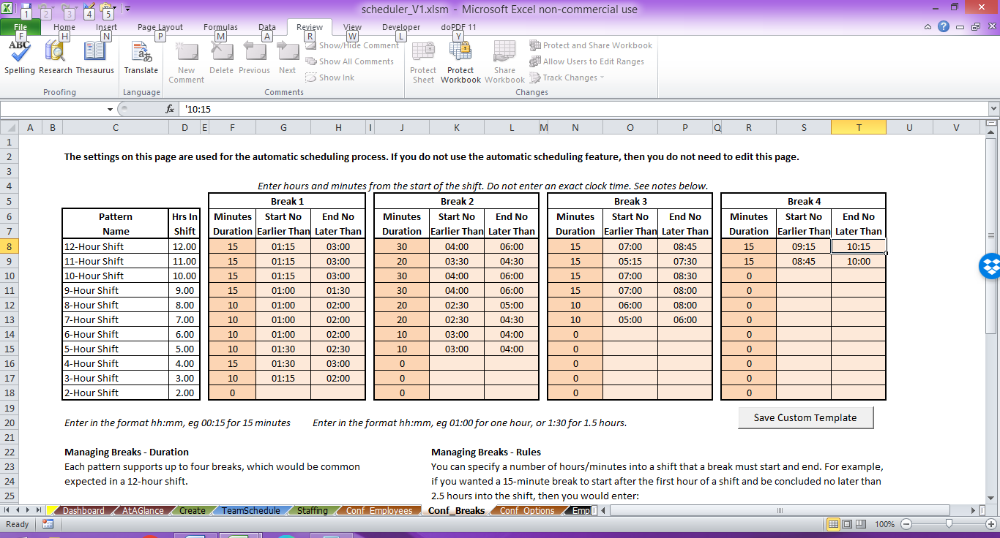 scheduler_V1.xlsm - Microsoft Excel non-commercial use
1 2 3 4 5
File Home Insert Page Layout Formulas Data Review View Developer doPDF 11
F H N P M A R W L Y
ABC
Spelling Research Thesaurus Translate New Comment Delete Previous Next
Show/Hide Comment
Show All Comments
Show Ink
Protect Sheet Protect Workbook Share Workbook
Protect and Share Workbook
Allow Users to Edit Ranges
Track Changes
Proofing Language Comments Changes
fx '10:15
A B C D E F G H I J K L M N O P Q R S T U V
1
2 The settings on this page are used for the automatic scheduling process. If you do not use the automatic scheduling feature, then you do not need to edit this page.
3
4 Enter hours and minutes from the start of the shift. Do not enter an exact clock time. See notes below.
5 Break 1 Break 2 Break 3 Break 4
6 Pattern Hrs In Minutes Start No End No Minutes Start No End No Minutes Start No End No Minutes Start No End No
7 Name Shift Duration Earlier Than Later Than Duration Earlier Than Later Than Duration Earlier Than Later Than Duration Earlier Than Later Than
8 12-Hour Shift 12.00 15 01:15 03:00 30 04:00 06:00 15 07:00 08:45 15 09:15 10:15
9 11-Hour Shift 11.00 15 01:15 03:00 20 03:30 04:30 15 05:15 07:30 15 08:45 10:00
10 10-Hour Shift 10.00 15 01:15 03:00 30 04:00 06:00 15 07:00 08:30 0
11 9-Hour Shift 9.00 15 01:00 01:30 30 04:00 06:00 15 07:00 08:00 0
12 8-Hour Shift 8.00 10 01:00 02:00 20 02:30 05:00 10 06:00 08:00 0
13 7-Hour Shift 7.00 10 01:00 02:00 20 02:30 04:30 10 05:00 06:00 0
14 6-Hour Shift 6.00 10 01:00 02:00 10 03:00 04:00 0 0
15 5-Hour Shift 5.00 10 01:30 02:30 10 03:00 04:00 0 0
16 4-Hour Shift 4.00 15 01:30 03:00 0 0 0
17 3-Hour Shift 3.00 10 01:15 02:00 0 0 0
18 2-Hour Shift 2.00 0 0 0 0
19
20 Enter in the format hh:mm, eg 00:15 for 15 minutes Enter in the format hh:mm, eg 01:00 for one hour, or 1:30 for 1.5 hours. Save Custom Template
21
22 Managing Breaks - Duration Managing Breaks - Rules
23 Each pattern supports up to four breaks, which would be common You can specify a number of hours/minutes into a shift that a break must start and end. For example,
24 expected in a 12-hour shift. if you wanted a 15-minute break to start after the first hour of a shift and be concluded no later than
25 2.5 hours into the shift, then you would enter:
Dashboard AtAGlance Create TeamSchedule Staffing Conf_Employees Conf_Breaks Conf_Options Emp
Ready 100%